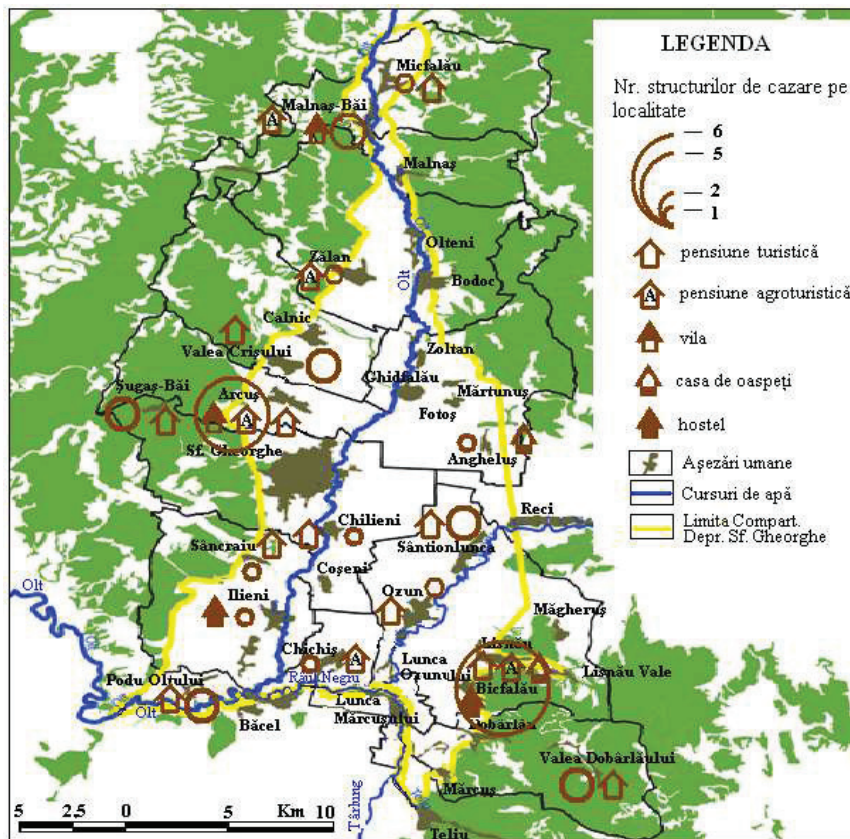 LEGENDA
Nr. structurilor de cazare pe
localitate
6
5
2
1
pensiune turistică
A
pensiune agroturistică
vila
casa de oaspeți
hostel
Așezări umane
Cursuri de apă
Limita Compart.
Depr. Sf. Gheorghe
Micfalău
Malnaș-Băi
A
Malnaș
Olt
Olteni
Zălan
A
Bodoc
Calnic
Valea Crișului
Zoltan
Ghidfalău
Șugaș-Băi
Arcuș
A
Mărtunuș
Fotoș
Sf. Gheorghe
Angheluș
Reci
Chilieni
Sântionlunca
Sâncraiu
Coșeni
Olt
Ilieni
Ozun
Măgheruș
Chichiș
A
Lisnău
A
Lunca
Ozunului
Lisnău Vale
Podu Oltului
Râul Negru
Bicfalău
Olt
Băcel
Lunca
Mărcușului
Dobârlău
Valea Dobârlăului
Mărcuș
Târlung
Teliu
5 2.5 0 5 Km 10